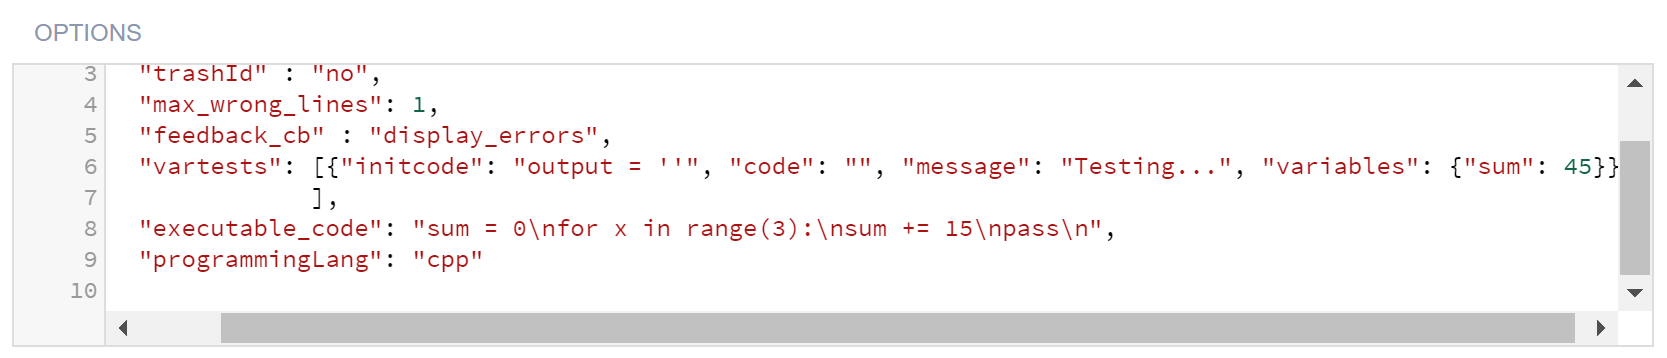 OPTIONS
3 "trashId" : "no",
4 "max_wrong_lines": 1,
5 "feedback_cb" : "display_errors",
6 "vartests": [{"initcode": "output = ''", "code": "", "message": "Testing...", "variables": {"sum": 45}}
7 ],
8 "executable_code": "sum = 0\nfor x in range(3):\nsum += 15\npass\n",
9 "programmingLang": "cpp"
10